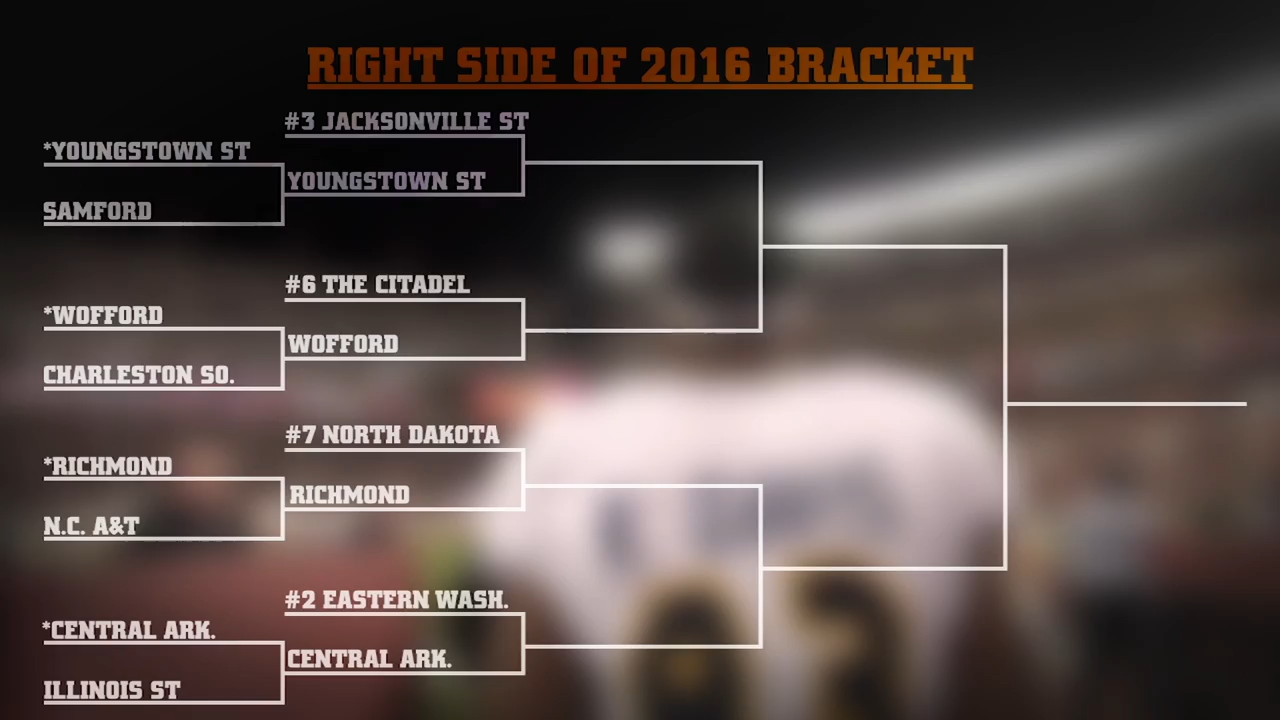 RIGHT SIDE OF 2016 BRACKET
#3 JACKSONVILLE ST
*YOUNGSTOWN ST
YOUNGSTOWN ST
SAMFORD
#6 THE CITADEL
*WOFFORD
WOFFORD
CHARLESTON SO.
#7 NORTH DAKOTA
*RICHMOND
RICHMOND
N.C. A&T
#2 EASTERN WASH.
*CENTRAL ARK.
CENTRAL ARK.
ILLINOIS ST